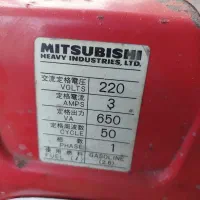 MITSUBISHI
HEAVY INDUSTRIES, LTD.
交流定格電圧 VOLTS 220
定格電流 AMPS 3
定格出力 VA 650
定格周波数 CYCLE 50
相数 PHASE 1
使用燃料 FUEL (ℓ) GASOLINE